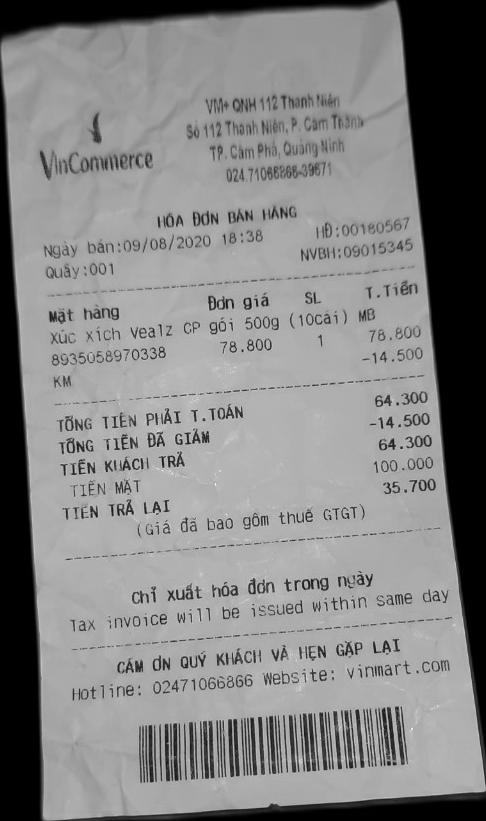 VinCommerce
VM+ QNH 112 Thanh Niên
Số 112 Thanh Niên, P. Cẩm Thành
TP. Cẩm Phả, Quảng Ninh
024.71066866-39671
HÓA ĐƠN BÁN HÀNG
Ngày bán:09/08/2020 18:38 HĐ:00180567
Quầy:001 NVBH:09015345
Mặt hàng Đơn giá SL T.Tiền
Xúc xích Vealz CP gói 500g (10cái) MB
8935058970338 78.800 1 78.800
KM -14.500
TỔNG TIỀN PHẢI T.TOÁN 64.300
TỔNG TIỀN ĐÃ GIẢM -14.500
TIỀN KHÁCH TRẢ 64.300
TIỀN MẶT 100.000
TIỀN TRẢ LẠI 35.700
(Giá đã bao gồm thuế GTGT)
Chỉ xuất hóa đơn trong ngày
Tax invoice will be issued within same day
CẢM ƠN QUÝ KHÁCH VÀ HẸN GẶP LẠI
Hotline: 02471066866 Website: vinmart.com